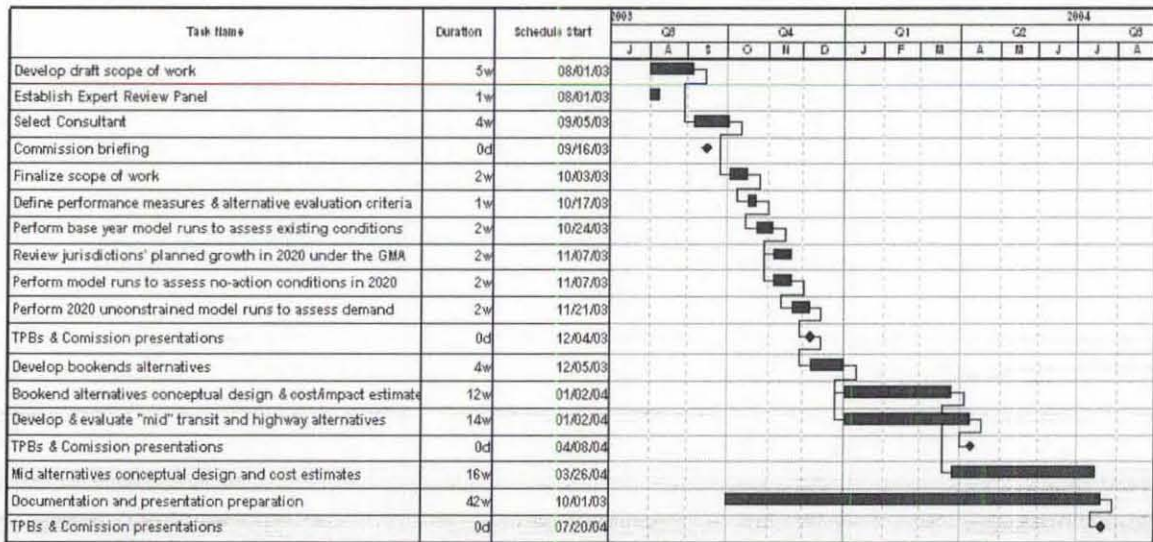 2003 2004
Task Name Duration Schedule Start Q3 Q4 Q1 Q2 Q3
J A S O N D J F M A M J J A
Develop draft scope of work 5w 08/01/03
Establish Expert Review Panel 1w 08/01/03
Select Consultant 4w 09/05/03
Commission briefing 0d 09/16/03
Finalize scope of work 2w 10/03/03
Define performance measures & alternative evaluation criteria 1w 10/17/03
Perform base year model runs to assess existing conditions 2w 10/24/03
Review jurisdictions' planned growth in 2020 under the GMA 2w 11/07/03
Perform model runs to assess no-action conditions in 2020 2w 11/07/03
Perform 2020 unconstrained model runs to assess demand 2w 11/21/03
TPBs & Comission presentations 0d 12/04/03
Develop bookends alternatives 4w 12/05/03
Bookend alternatives conceptual design & cost/impact estimate 12w 01/02/04
Develop & evaluate "mid" transit and highway alternatives 14w 01/02/04
TPBs & Comission presentations 0d 04/08/04
Mid alternatives conceptual design and cost estimates 16w 03/26/04
Documentation and presentation preparation 42w 10/01/03
TPBs & Comission presentations 0d 07/20/04